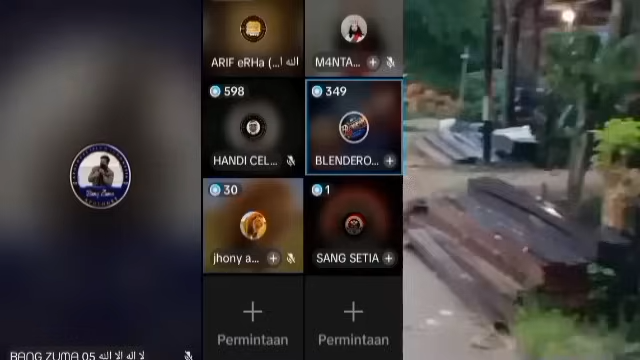 ARIF eRHa (... الله ا
M4NTA...
598
349
HANDI CEL...
BLENDERO...
30
1
jhony a...
SANG SETIA
Permintaan
Permintaan
BANG ZUMA 05 لا اله الا الله